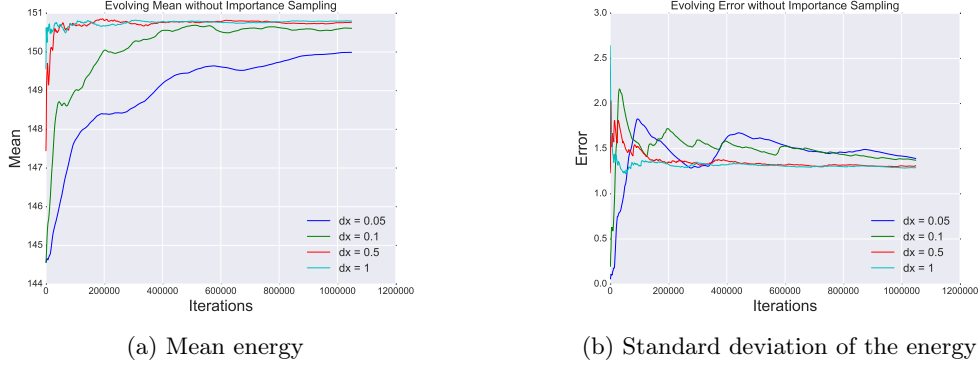 Evolving Mean without Importance Sampling
151
150
149
148
147
146
145
144
Mean
0 200000 400000 600000 800000 1000000 1200000
Iterations
dx = 0.05
dx = 0.1
dx = 0.5
dx = 1
(a) Mean energy
Evolving Error without Importance Sampling
3.0
2.5
2.0
1.5
1.0
0.5
0.0
Error
0 200000 400000 600000 800000 1000000 1200000
Iterations
dx = 0.05
dx = 0.1
dx = 0.5
dx = 1
(b) Standard deviation of the energy